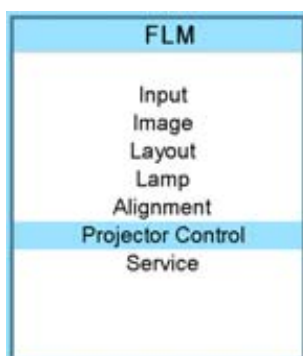 FLM
Input
Image
Layout
Lamp
Alignment
Projector Control
Service